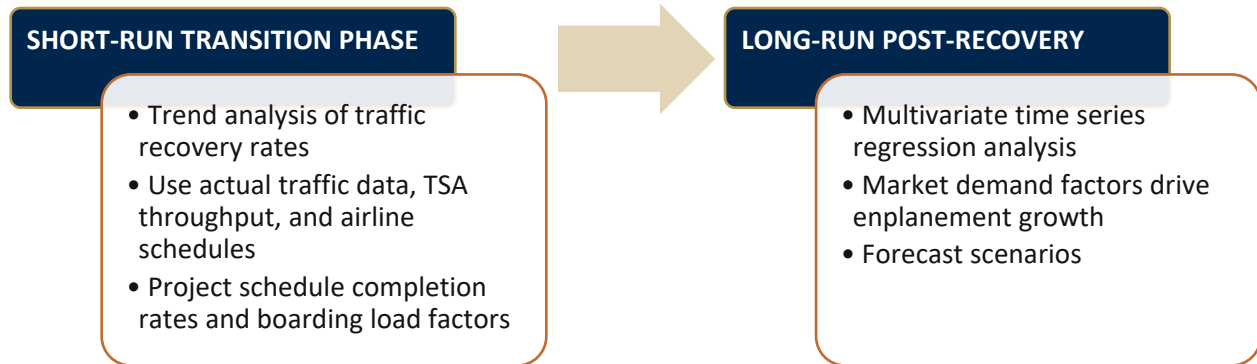 SHORT-RUN TRANSITION PHASE
• Trend analysis of traffic
recovery rates
• Use actual traffic data, TSA
throughput, and airline
schedules
• Project schedule completion
rates and boarding load factors
LONG-RUN POST-RECOVERY
• Multivariate time series
regression analysis
• Market demand factors drive
enplanement growth
• Forecast scenarios